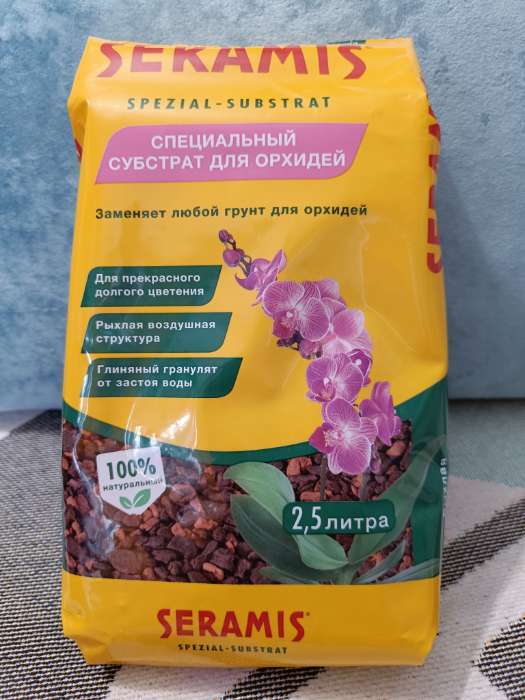 SERAMIS®
SPEZIAL-SUBSTRAT
СПЕЦИАЛЬНЫЙ
СУБСТРАТ ДЛЯ ОРХИДЕЙ
Заменяет любой грунт для орхидей
Для прекрасного
долгого цветения
Рыхлая воздушная
структура
Глиняный гранулят
от застоя воды
100%
натуральный
2,5 литра
SERAMIS®
SPEZIAL-SUBSTRAT